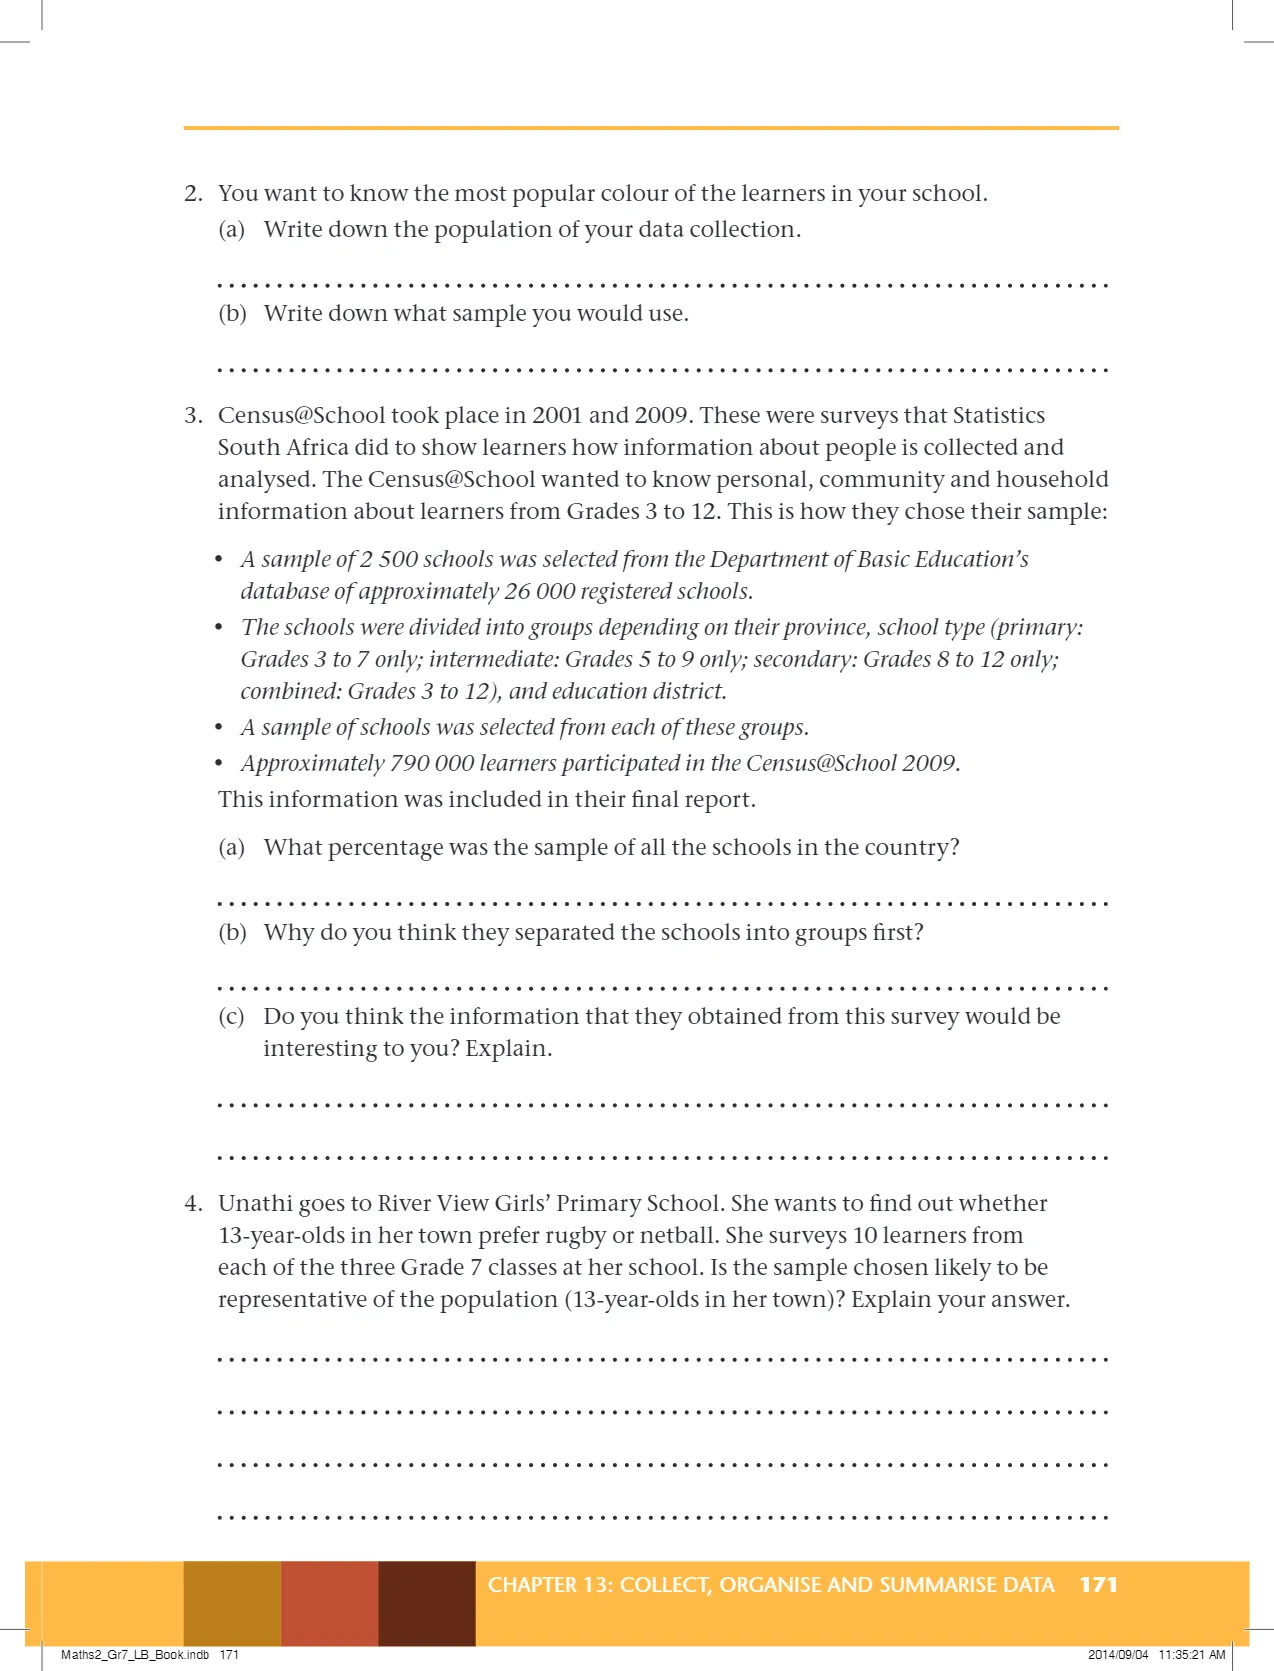 2. You want to know the most popular colour of the learners in your school.
(a) Write down the population of your data collection.
(b) Write down what sample you would use.
3. Census@School took place in 2001 and 2009. These were surveys that Statistics
South Africa did to show learners how information about people is collected and
analysed. The Census@School wanted to know personal, community and household
information about learners from Grades 3 to 12. This is how they chose their sample:
• A sample of 2 500 schools was selected from the Department of Basic Education’s
database of approximately 26 000 registered schools.
• The schools were divided into groups depending on their province, school type (primary:
Grades 3 to 7 only; intermediate: Grades 5 to 9 only; secondary: Grades 8 to 12 only;
combined: Grades 3 to 12), and education district.
• A sample of schools was selected from each of these groups.
• Approximately 790 000 learners participated in the Census@School 2009.
This information was included in their final report.
(a) What percentage was the sample of all the schools in the country?
(b) Why do you think they separated the schools into groups first?
(c) Do you think the information that they obtained from this survey would be
interesting to you? Explain.
4. Unathi goes to River View Girls’ Primary School. She wants to find out whether
13-year-olds in her town prefer rugby or netball. She surveys 10 learners from
each of the three Grade 7 classes at her school. Is the sample chosen likely to be
representative of the population (13-year-olds in her town)? Explain your answer.
CHAPTER 13: COLLECT, ORGANISE AND SUMMARISE DATA 171
Maths2_Gr7_LB_Book.indb 171 2014/09/04 11:35:21 AM